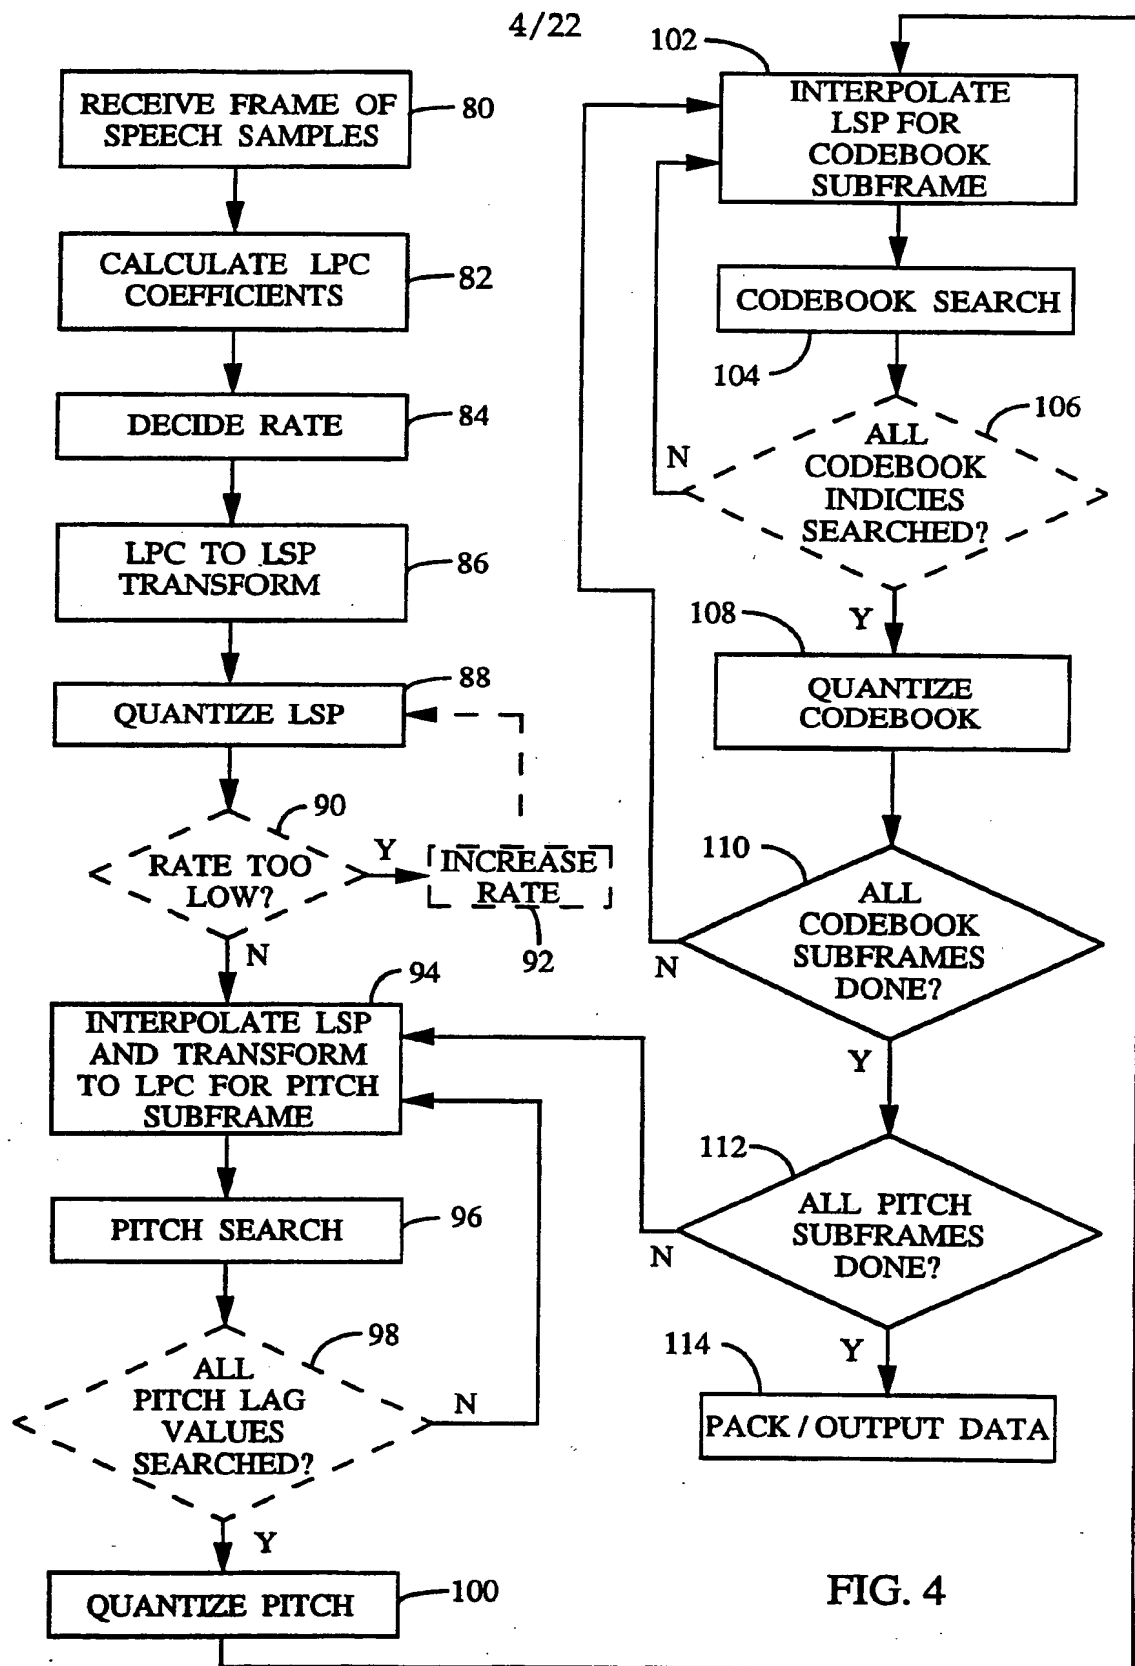 4/22
RECEIVE FRAME OF
SPEECH SAMPLES
80
CALCULATE LPC
COEFFICIENTS
82
DECIDE RATE
84
LPC TO LSP
TRANSFORM
86
QUANTIZE LSP
88
90
RATE TOO
LOW?
Y
INCREASE
RATE
92
N
94
INTERPOLATE LSP
AND TRANSFORM
TO LPC FOR PITCH
SUBFRAME
PITCH SEARCH
96
98
ALL
PITCH LAG
VALUES
SEARCHED?
N
Y
QUANTIZE PITCH
100
102
INTERPOLATE
LSP FOR
CODEBOOK
SUBFRAME
CODEBOOK SEARCH
104
106
ALL
CODEBOOK
INDICIES
SEARCHED?
N
Y
108
QUANTIZE
CODEBOOK
110
ALL
CODEBOOK
SUBFRAMES
DONE?
N
Y
112
ALL PITCH
SUBFRAMES
DONE?
N
Y
114
PACK / OUTPUT DATA
FIG. 4